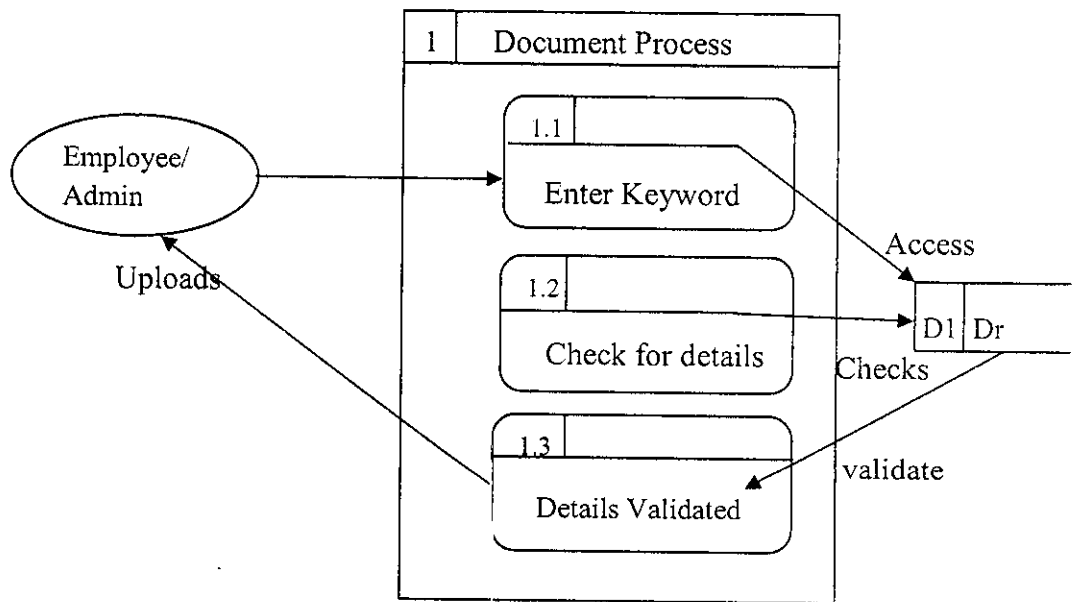 1 Document Process
1.1
Enter Keyword
Employee/
Admin
Access
Uploads
1.2
Check for details
D1 Dr
Checks
1.3
Details Validated
validate